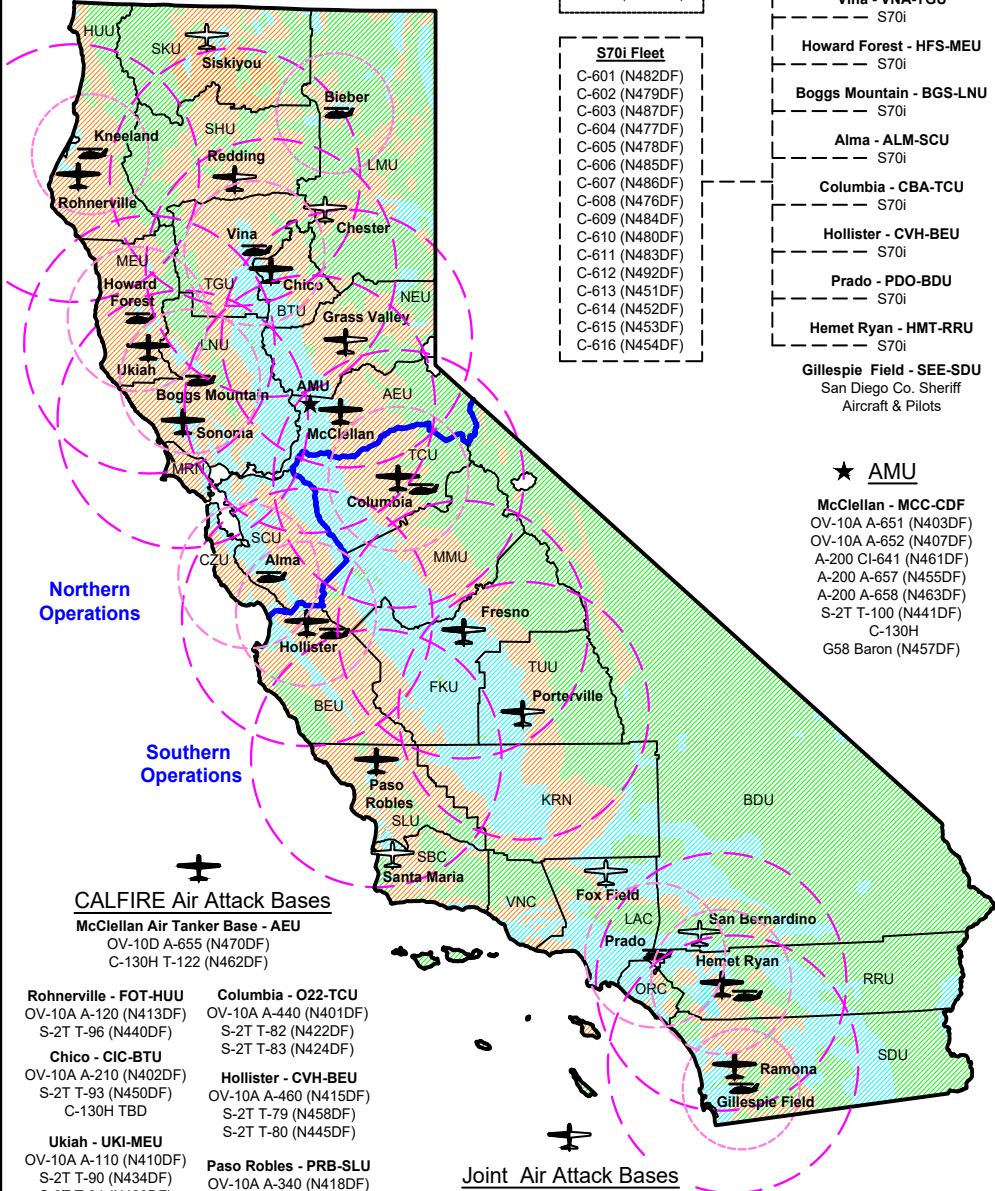 Vina - VNA-TGU
S70i
Howard Forest - HFS-MEU
S70i
Boggs Mountain - BGS-LNU
S70i
Alma - ALM-SCU
S70i
Columbia - CBA-TCU
S70i
Hollister - CVH-BEU
S70i
Prado - PDO-BDU
S70i
Hemet Ryan - HMT-RRU
S70i
Gillespie Field - SEE-SDU
San Diego Co. Sheriff
Aircraft & Pilots
S70i Fleet
C-601 (N482DF)
C-602 (N479DF)
C-603 (N487DF)
C-604 (N477DF)
C-605 (N478DF)
C-606 (N485DF)
C-607 (N486DF)
C-608 (N476DF)
C-609 (N484DF)
C-610 (N480DF)
C-611 (N483DF)
C-612 (N492DF)
C-613 (N451DF)
C-614 (N452DF)
C-615 (N453DF)
C-616 (N454DF)
AMU
McClellan - MCC-CDF
OV-10A A-651 (N403DF)
OV-10A A-652 (N407DF)
A-200 CI-641 (N461DF)
A-200 A-657 (N455DF)
A-200 A-658 (N463DF)
S-2T T-100 (N441DF)
C-130H
G58 Baron (N457DF)
HUU
SKU
Siskiyou
Bieber
Kneeland
SHU
Redding
LMU
Rohnerville
Chester
Vina
MEU
Howard
Forest
TGU
Chico
BTU
NEU
Grass Valley
LNU
Ukiah
Boggs Mountain
AMU
AEU
Sonoma
McClellan
MRN
TCU
Columbia
SCU
CZU
Alma
MMU
Northern
Operations
Fresno
Hollister
TUU
FKU
Porterville
BEU
Southern
Operations
Paso
Robles
KRN
BDU
SLU
SBC
Santa Maria
VNC
Fox Field
LAC
San Bernardino
Prado
Hemet Ryan
ORC
RRU
SDU
Ramona
Gillespie Field
CALFIRE Air Attack Bases
McClellan Air Tanker Base - AEU
OV-10D A-655 (N470DF)
C-130H T-122 (N462DF)
Rohnerville - FOT-HUU
OV-10A A-120 (N413DF)
S-2T T-96 (N440DF)
Chico - CIC-BTU
OV-10A A-210 (N402DF)
S-2T T-93 (N450DF)
C-130H TBD
Ukiah - UKI-MEU
OV-10A A-110 (N410DF)
S-2T T-90 (N434DF)
Columbia - O22-TCU
OV-10A A-440 (N401DF)
S-2T T-82 (N422DF)
S-2T T-83 (N424DF)
Hollister - CVH-BEU
OV-10A A-460 (N415DF)
S-2T T-79 (N458DF)
S-2T T-80 (N445DF)
Paso Robles - PRB-SLU
OV-10A A-340 (N418DF)
Joint Air Attack Bases